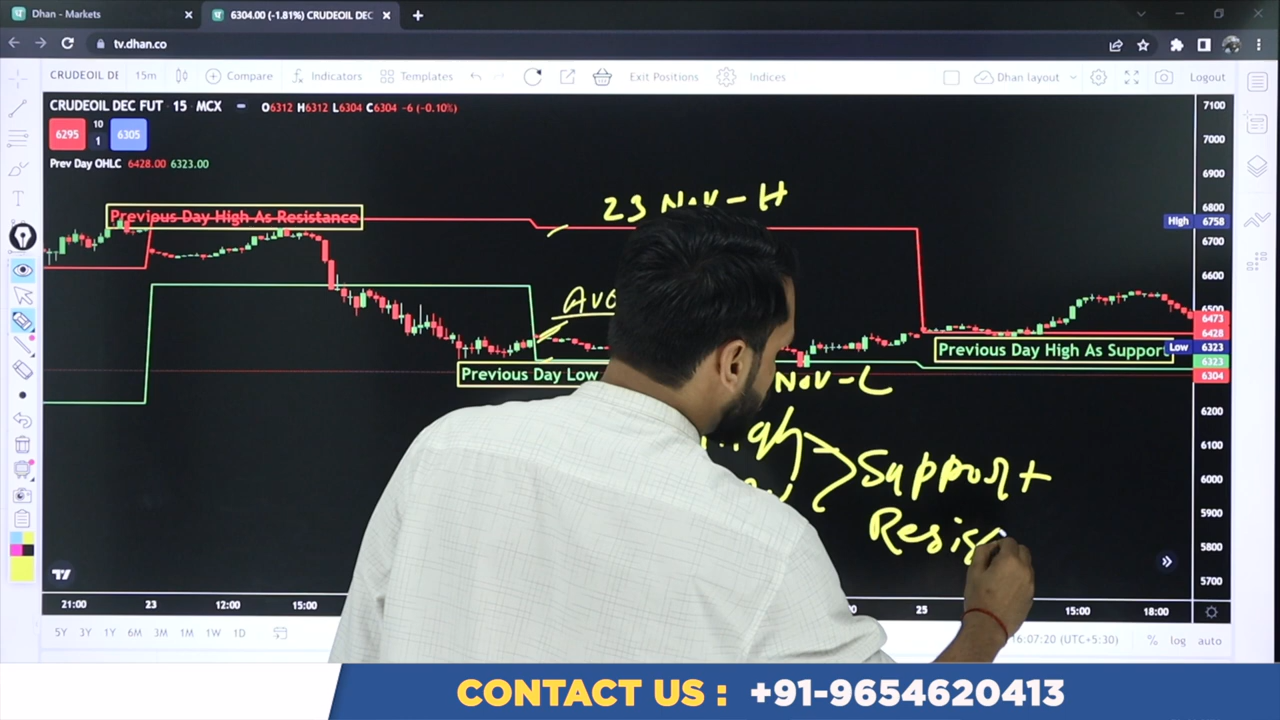 Dhan - Markets
6304.00 (-1.81%) CRUDEOIL DEC
tv.dhan.co
CRUDEOIL DE 15m Compare Indicators Templates Exit Positions Indices Dhan layout Logout
CRUDEOIL DEC FUT · 15 · MCX O6312 H6312 L6304 C6304 -6 (-0.10%)
6295 10 1 6305
Prev Day OHLC 6428.00 6323.00
Previous Day High As Resistance
23 Nov - H
Previous Day Low
Nov - L
Previous Day High As Support
Support
7100
7000
6900
6800
High 6758
6700
6600
6500
6473
6428
Low 6323
6323
6304
6200
6100
6000
5900
5800
5700
21:00 23 12:00 15:00 25 15:00 18:00
5Y 3Y 1Y 6M 3M 1M 1W 1D 16:07:20 (UTC+5:30) % log auto
CONTACT US : +91-9654620413